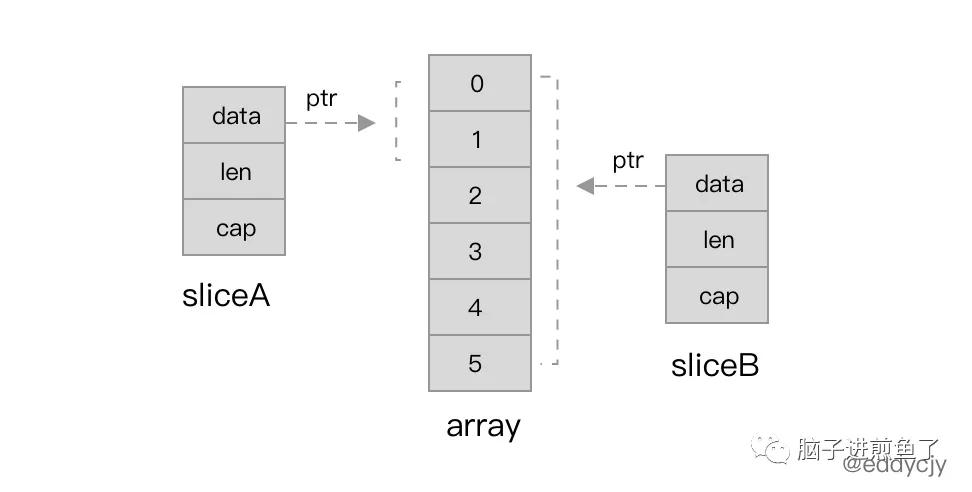 data
len
cap
sliceA
ptr
0
1
2
3
4
5
array
ptr
data
len
cap
sliceB
脑子进煎鱼了
@eddycjy